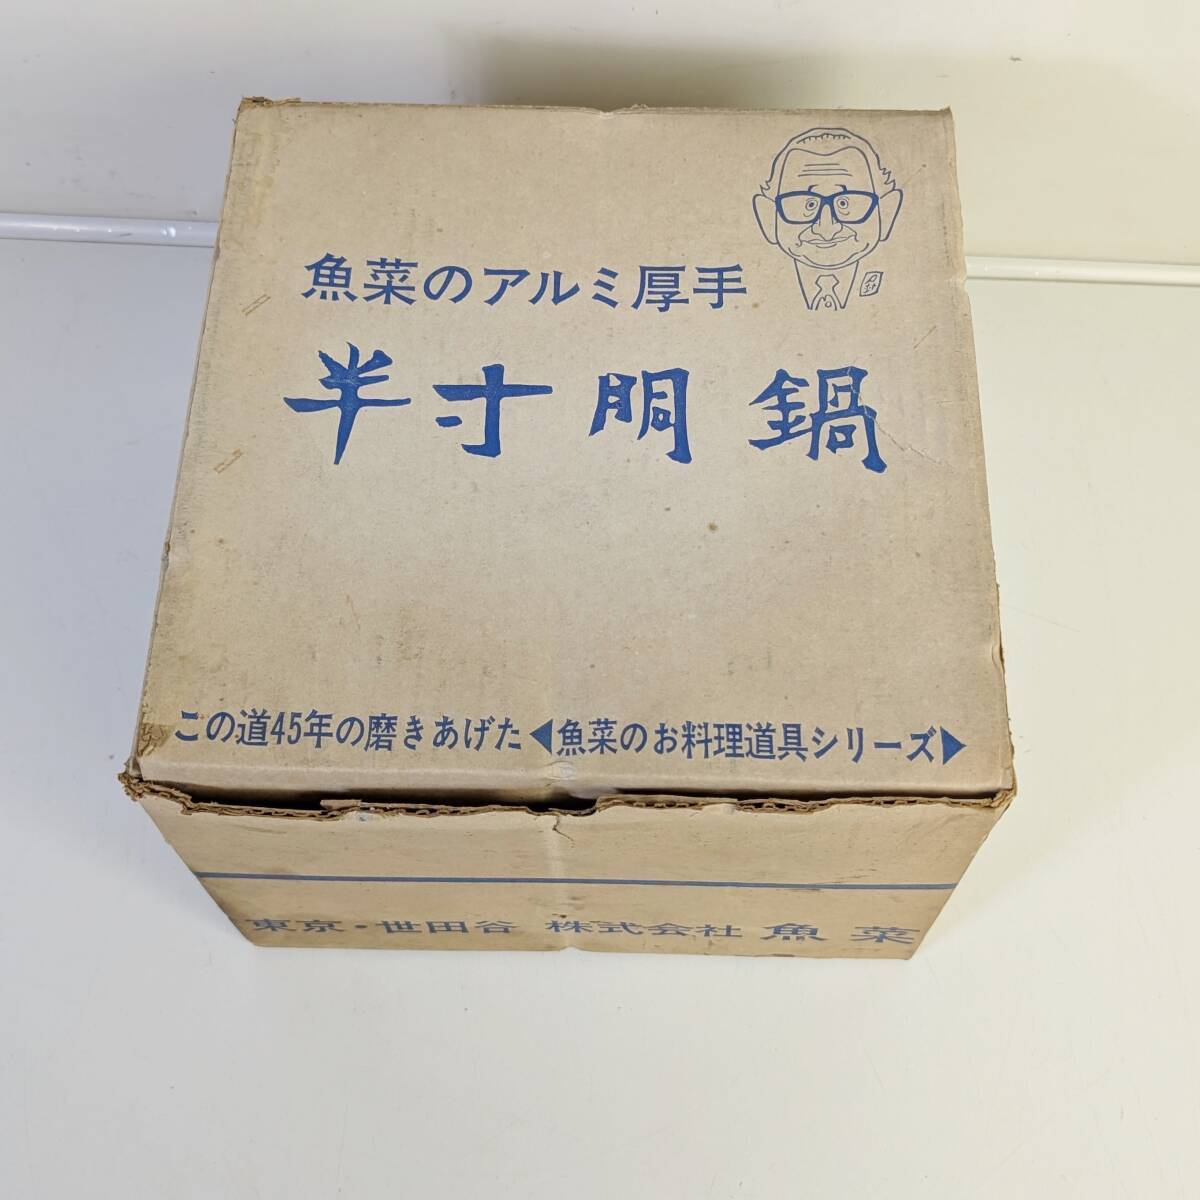 魚菜のアルミ厚手
半寸胴鍋
この道45年の磨きあげた◀魚菜のお料理道具シリーズ▶
東京・世田谷 株式会社 魚菜